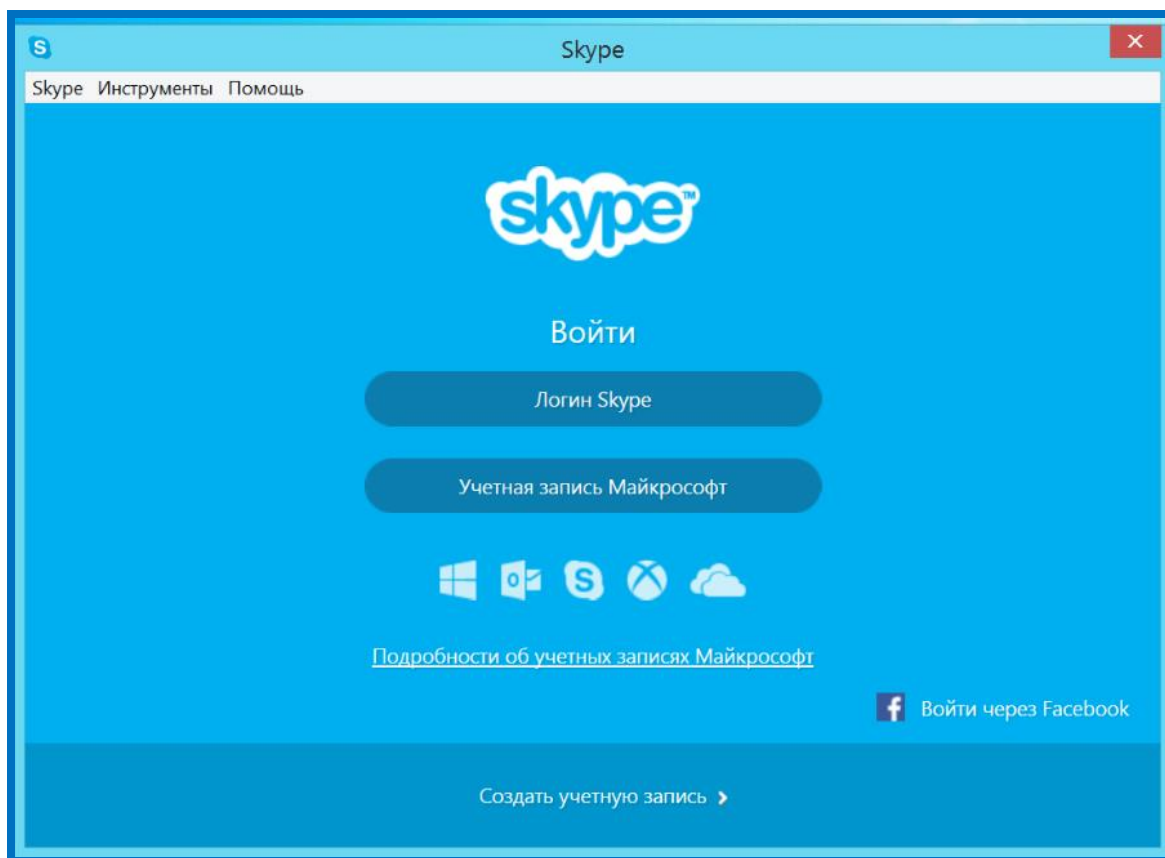 Skype
Skype Инструменты Помощь
skype™
Войти
Логин Skype
Учетная запись Майкрософт
Подробности об учетных записях Майкрософт
Войти через Facebook
Создать учетную запись